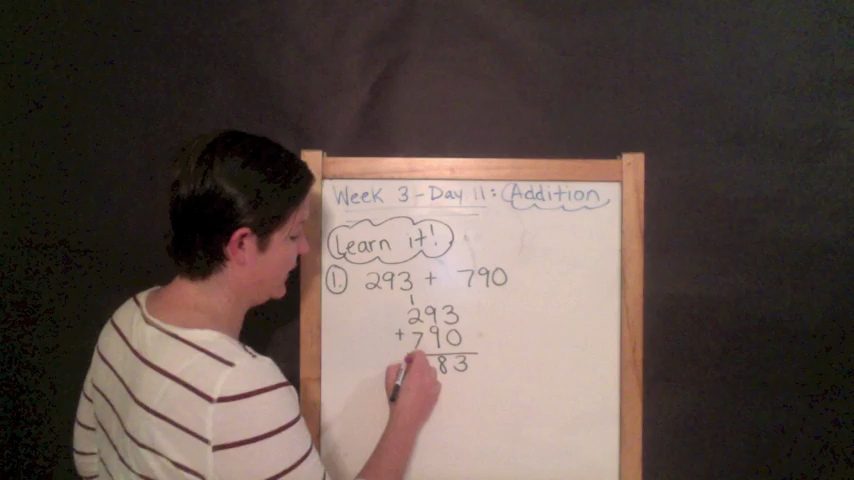 Week 3 - Day 11: Addition
Learn it!
1. 293 + 790
1
293
+ 790
83